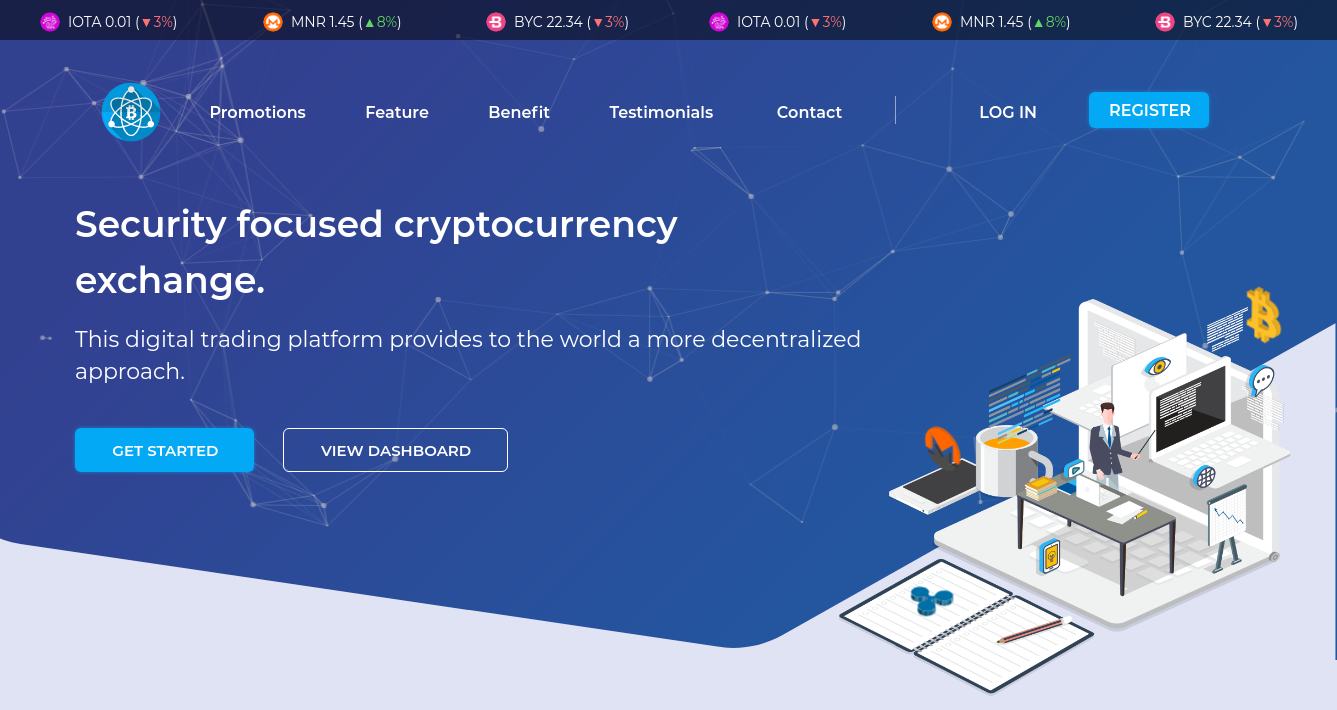 IOTA 0.01 (▼3%) MNR 1.45 (▲8%) BYC 22.34 (▼3%) IOTA 0.01 (▼3%) MNR 1.45 (▲8%) BYC 22.34 (▼3%)
Promotions Feature Benefit Testimonials Contact LOG IN REGISTER
Security focused cryptocurrency
exchange.
This digital trading platform provides to the world a more decentralized
approach.
GET STARTED VIEW DASHBOARD